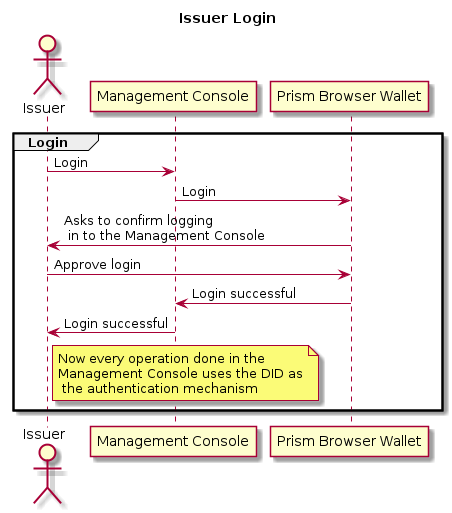 Issuer Login
Issuer
Management Console
Prism Browser Wallet
Login
Login
Login
Asks to confirm logging
in to the Management Console
Approve login
Login successful
Login successful
Now every operation done in the
Management Console uses the DID as
the authentication mechanism
Issuer
Management Console
Prism Browser Wallet